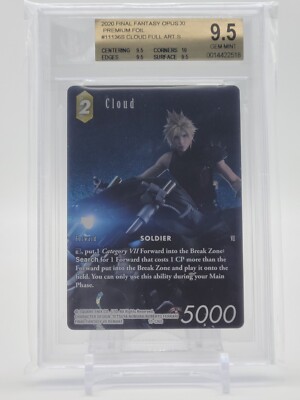 2020 FINAL FANTASY OPUS XI
PREMIUM FOIL
#11136S CLOUD FULL ART S
CENTERING 9.5 CORNERS 10
EDGES 9.5 SURFACE 9.5
9.5
GEM MINT
0014422516
2
Cloud
SOLDIER
put 1 Category VII Forward into the Break Zone:
Search for 1 Forward that costs 1 CP more than the
Forward put into the Break Zone and play it onto the
field. You can only use this ability during your Main
Phase.
5000